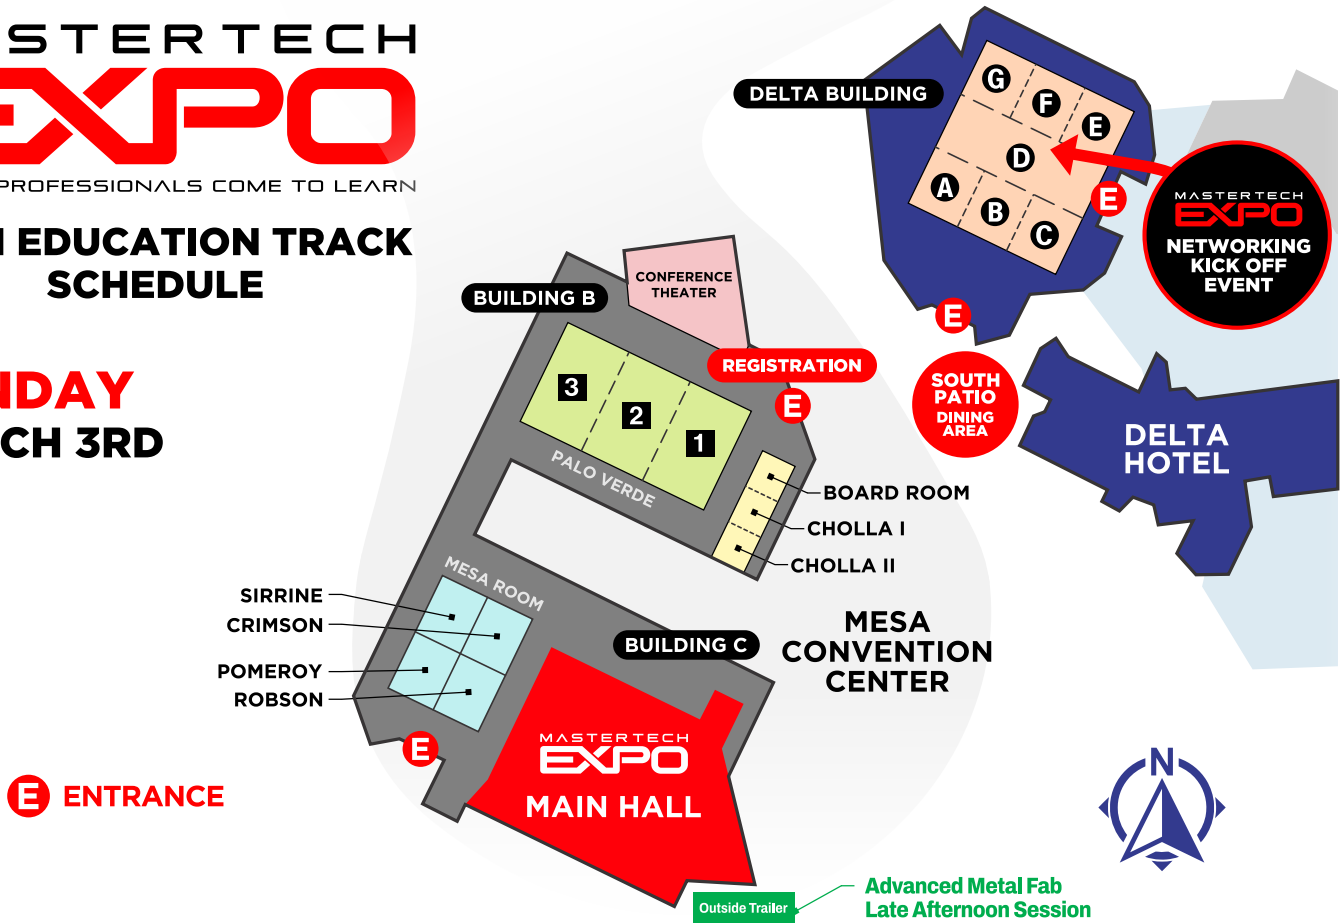 STERTECH
EXPO
PROFESSIONALS COME TO LEARN
EDUCATION TRACK
SCHEDULE
NDAY
CH 3RD
DELTA BUILDING
G
F
E
D
A
B
C
E
E
MASTERTECH
EXPO
NETWORKING
KICK OFF
EVENT
CONFERENCE
THEATER
BUILDING B
REGISTRATION
E
3
2
1
PALO VERDE
SOUTH
PATIO
DINING
AREA
DELTA
HOTEL
BOARD ROOM
CHOLLA I
CHOLLA II
MESA ROOM
SIRRINE
CRIMSON
POMEROY
ROBSON
BUILDING C
MESA
CONVENTION
CENTER
E
MASTERTECH
EXPO
MAIN HALL
E ENTRANCE
N
Outside Trailer
Advanced Metal Fab
Late Afternoon Session